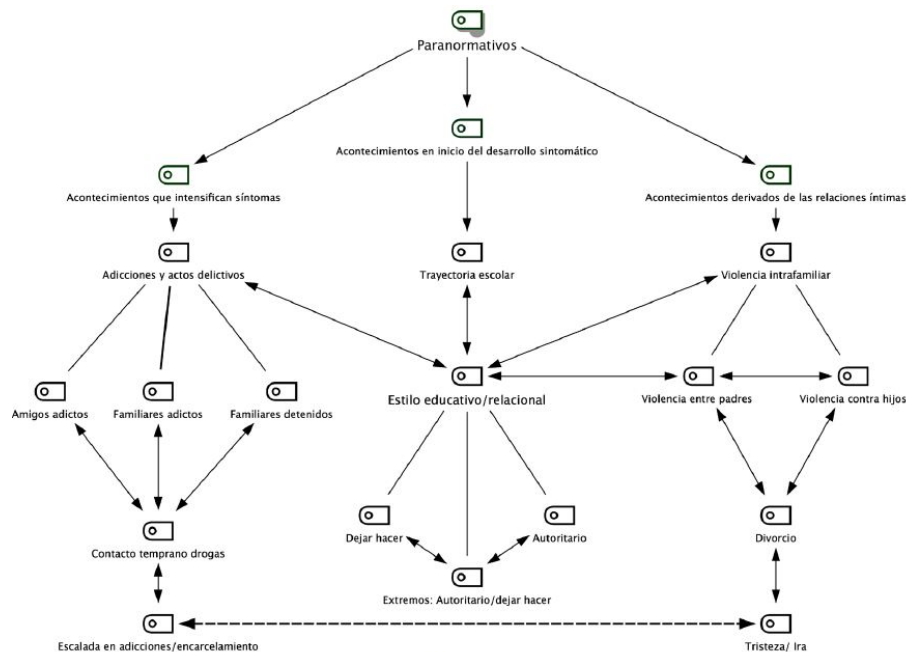 Paranormativos
Acontecimientos en inicio del desarrollo sintomático
Acontecimientos que intensifican síntomas
Acontecimientos derivados de las relaciones íntimas
Adicciones y actos delictivos
Trayectoria escolar
Violencia intrafamiliar
Estilo educativo/relacional
Violencia entre padres
Violencia contra hijos
Amigos adictos
Familiares adictos
Familiares detenidos
Dejar hacer
Autoritario
Divorcio
Contacto temprano drogas
Extremos: Autoritario/dejar hacer
Escalada en adicciones/encarcelamiento
Tristeza/ Ira